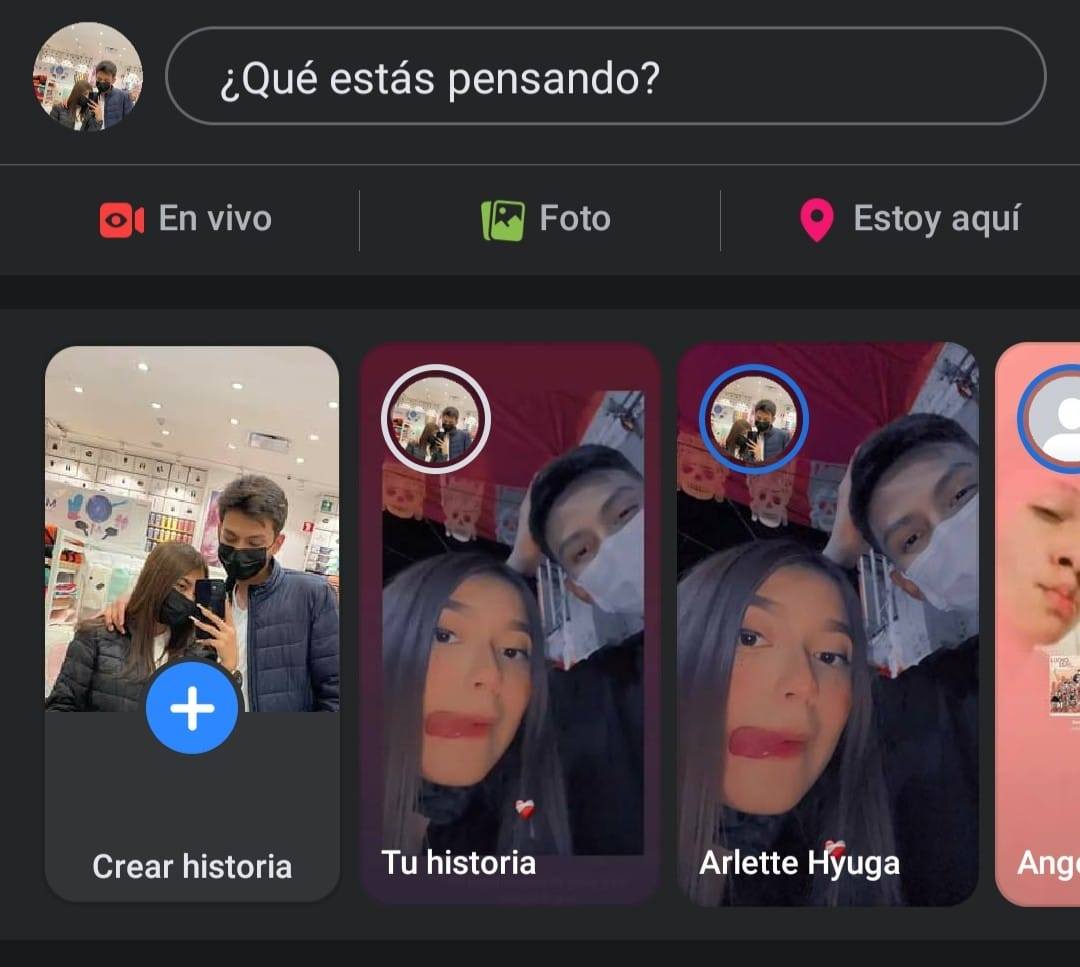 ¿Qué estás pensando?
En vivo
Foto
Estoy aquí
Crear historia
Tu historia
Arlette Hyuga
Ang